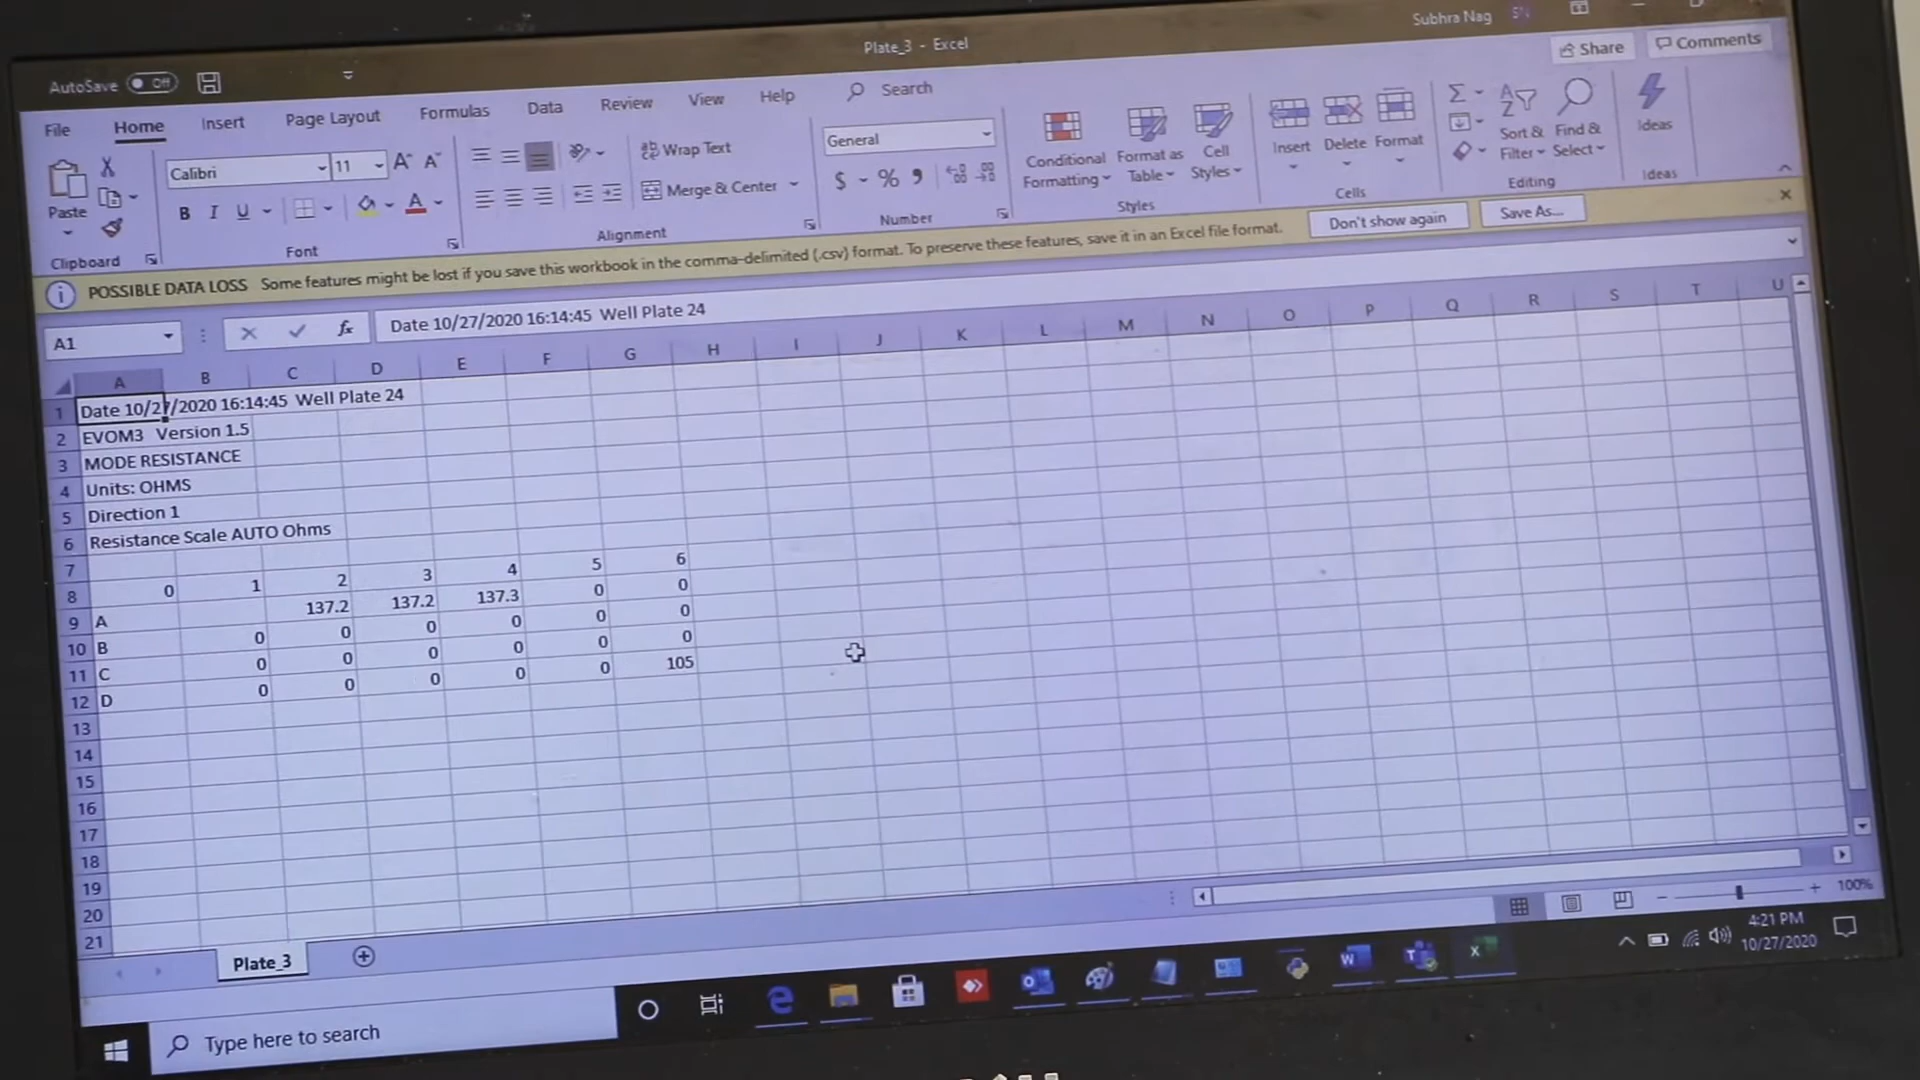 Plate_3 - Excel
Subhra Nag SN
AutoSave Off
Share
Comments
File Home Insert Page Layout Formulas Data Review View Help Search
Paste
Clipboard
Calibri 11
B I U
Font
Wrap Text
Merge & Center
Alignment
General
$ %
Number
Conditional Formatting
Format as Table
Cell Styles
Styles
Insert Delete Format
Cells
Sort & Filter
Find & Select
Editing
Ideas
Ideas
POSSIBLE DATA LOSS Some features might be lost if you save this workbook in the comma-delimited (.csv) format. To preserve these features, save it in an Excel file format. Don't show again Save As...
A1 fx Date 10/27/2020 16:14:45 Well Plate 24
A B C D E F G H I J K L M N O P Q R S T U
1 Date 10/27/2020 16:14:45 Well Plate 24
2 EVOM3 Version 1.5
3 MODE RESISTANCE
4 Units: OHMS
5 Direction 1
6 Resistance Scale AUTO Ohms
7
8 0 1 2 3 4 5 6
9 A 137.2 137.2 137.3 0 0
10 B 0 0 0 0 0 0
11 C 0 0 0 0 0 0
12 D 0 0 0 0 0 105
13
14
15
16
17
18
19
20
21
Plate_3
100%
Type here to search
4:21 PM
10/27/2020